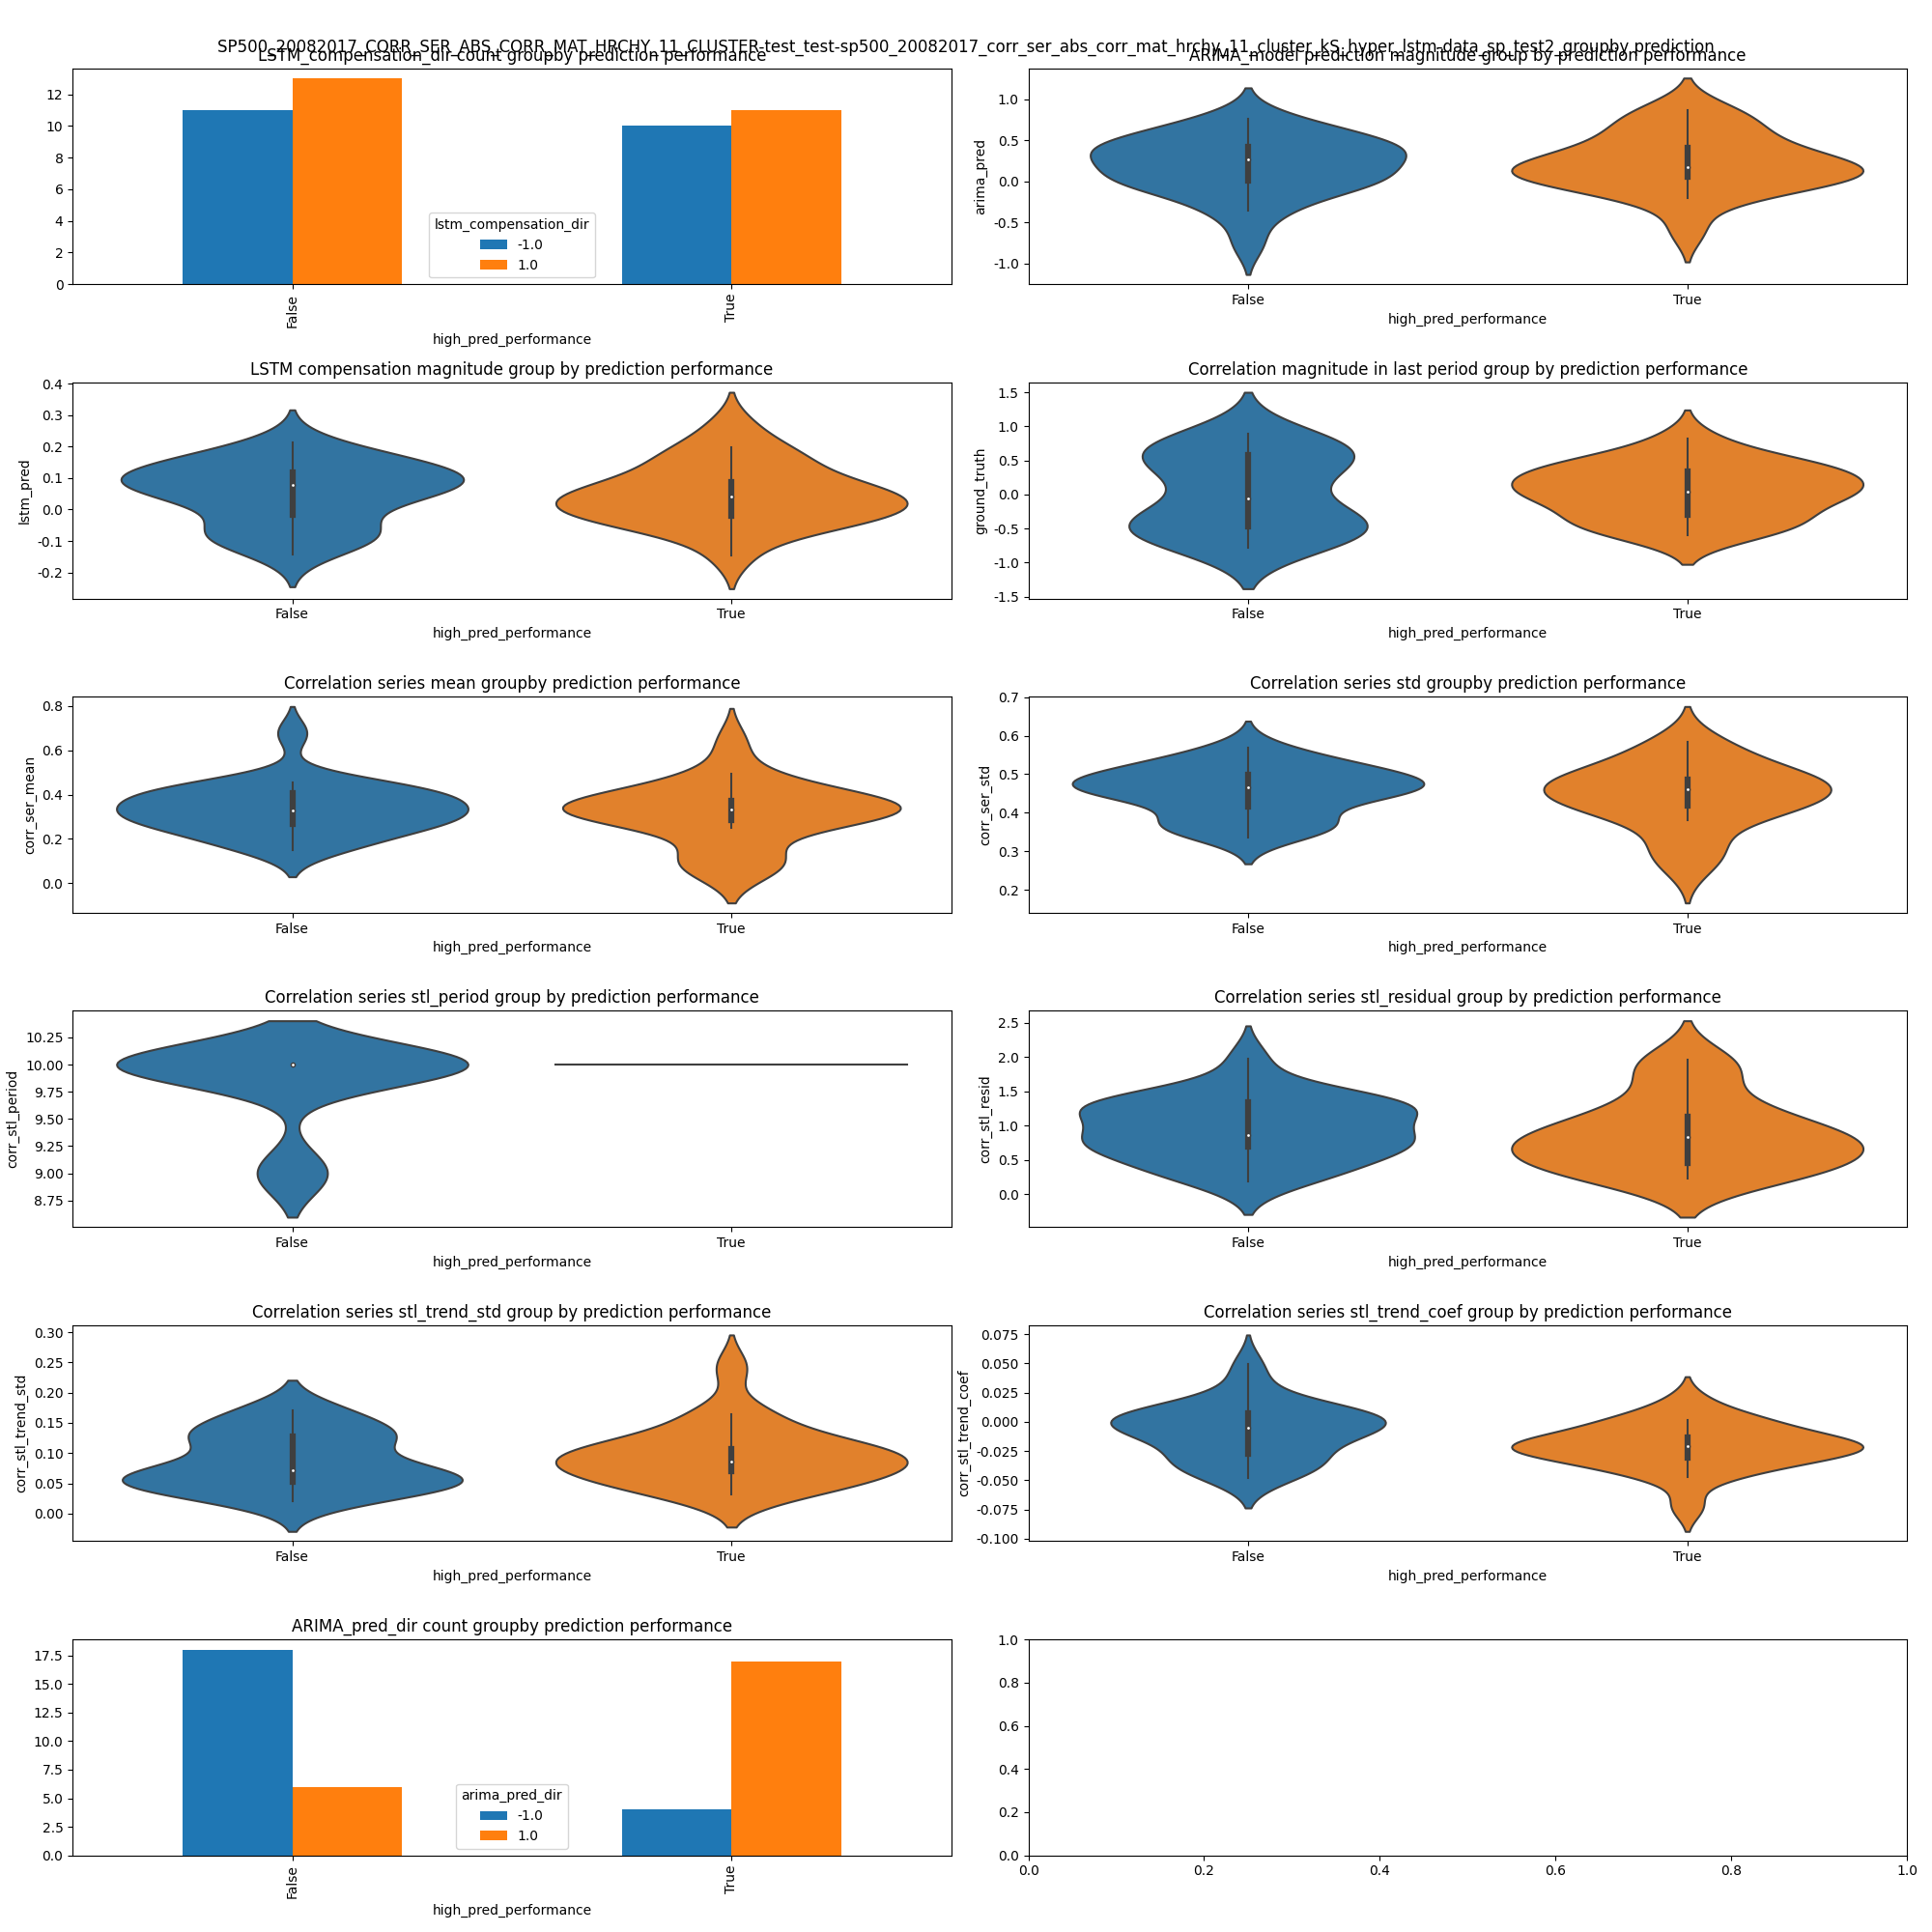 SP500_20082017_CORR_SER_ABS_CORR_MAT_HRCHY_11_CLUSTER-test_test-sp500_20082017_corr_ser_abs_corr_mat_hrchy_11_cluster_kS_hyper_lstm-data_sp_test2_groupby prediction
LSTM_compensation_dir count groupby prediction performance
12
10
8
6
4
2
0
lstm_compensation_dir
-1.0
1.0
False
True
high_pred_performance
ARIMA_model prediction magnitude group by prediction performance
arima_pred
1.0
0.5
0.0
-0.5
-1.0
False
True
high_pred_performance
LSTM compensation magnitude group by prediction performance
lstm_pred
0.4
0.3
0.2
0.1
0.0
-0.1
-0.2
False
True
high_pred_performance
Correlation magnitude in last period group by prediction performance
ground_truth
1.5
1.0
0.5
0.0
-0.5
-1.0
-1.5
False
True
high_pred_performance
Correlation series mean groupby prediction performance
corr_ser_mean
0.8
0.6
0.4
0.2
0.0
False
True
high_pred_performance
Correlation series std groupby prediction performance
corr_ser_std
0.7
0.6
0.5
0.4
0.3
0.2
False
True
high_pred_performance
Correlation series stl_period group by prediction performance
corr_stl_period
10.25
10.00
9.75
9.50
9.25
9.00
8.75
False
True
high_pred_performance
Correlation series stl_residual group by prediction performance
corr_stl_resid
2.5
2.0
1.5
1.0
0.5
0.0
False
True
high_pred_performance
Correlation series stl_trend_std group by prediction performance
corr_stl_trend_std
0.30
0.25
0.20
0.15
0.10
0.05
0.00
False
True
high_pred_performance
Correlation series stl_trend_coef group by prediction performance
corr_stl_trend_coef
0.075
0.050
0.025
0.000
-0.025
-0.050
-0.075
-0.100
False
True
high_pred_performance
ARIMA_pred_dir count groupby prediction performance
17.5
15.0
12.5
10.0
7.5
5.0
2.5
0.0
arima_pred_dir
-1.0
1.0
False
True
high_pred_performance
1.0
0.8
0.6
0.4
0.2
0.0
0.0
0.2
0.4
0.6
0.8
1.0